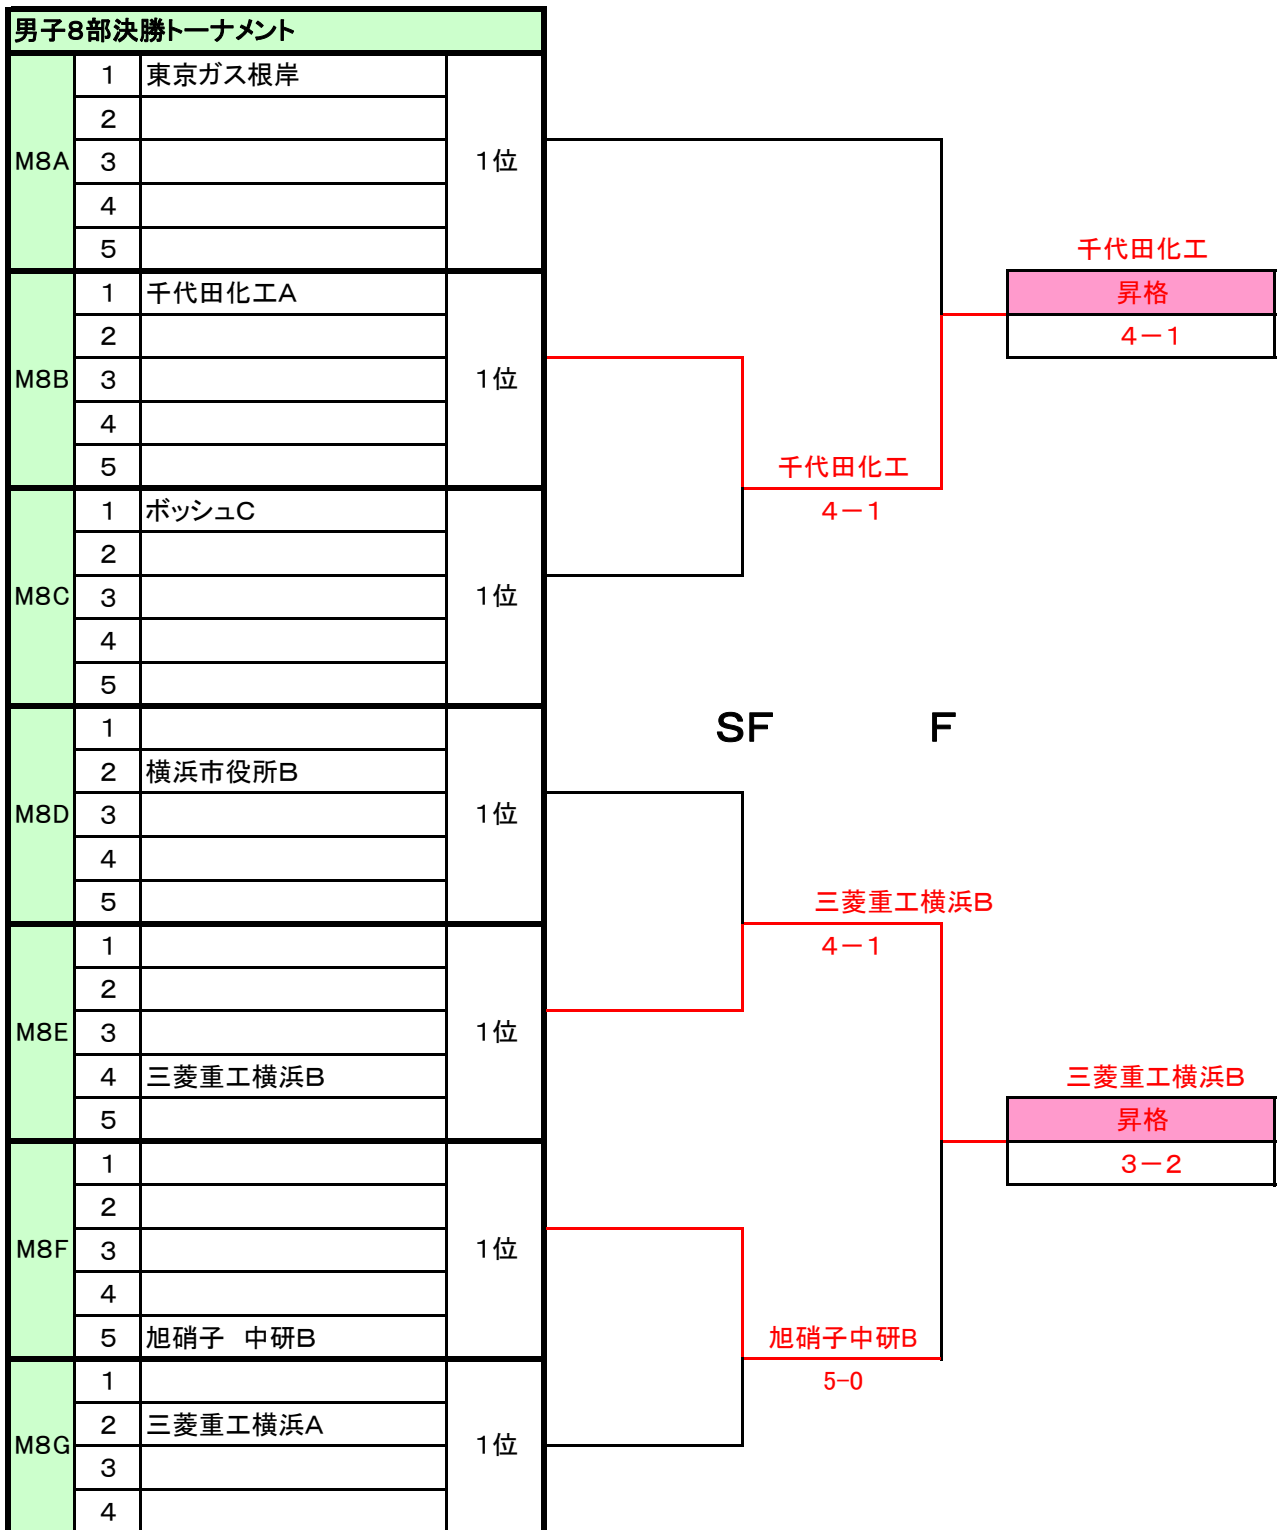 男子8部決勝トーナメント
M8A
1 東京ガス根岸
2
3
4
5
1位
千代田化工
昇格
4－1
M8B
1 千代田化工A
2
3
4
5
1位
千代田化工
4－1
M8C
1 ボッシュC
2
3
4
5
1位
SF F
M8D
1
2 横浜市役所B
3
4
5
1位
三菱重工横浜B
4－1
M8E
1
2
3
4 三菱重工横浜B
5
1位
三菱重工横浜B
昇格
3－2
M8F
1
2
3
4
5 旭硝子　中研B
1位
旭硝子中研B
5-0
M8G
1
2 三菱重工横浜A
3
4
1位